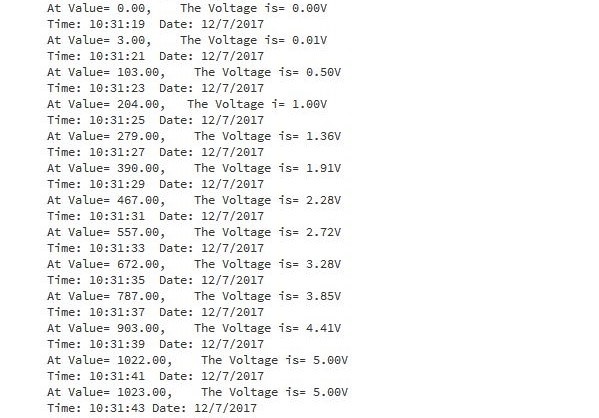 At Value= 0.00,    The Voltage is= 0.00V
Time: 10:31:19  Date: 12/7/2017
At Value= 3.00,    The Voltage is= 0.01V
Time: 10:31:21  Date: 12/7/2017
At Value= 103.00,    The Voltage is= 0.50V
Time: 10:31:23  Date: 12/7/2017
At Value= 204.00,   The Voltage i= 1.00V
Time: 10:31:25  Date: 12/7/2017
At Value= 279.00,    The Voltage is= 1.36V
Time: 10:31:27  Date: 12/7/2017
At Value= 390.00,    The Voltage is= 1.91V
Time: 10:31:29  Date: 12/7/2017
At Value= 467.00,    The Voltage is= 2.28V
Time: 10:31:31  Date: 12/7/2017
At Value= 557.00,    The Voltage is= 2.72V
Time: 10:31:33  Date: 12/7/2017
At Value= 672.00,    The Voltage is= 3.28V
Time: 10:31:35  Date: 12/7/2017
At Value= 787.00,    The Voltage is= 3.85V
Time: 10:31:37  Date: 12/7/2017
At Value= 903.00,    The Voltage is= 4.41V
Time: 10:31:39  Date: 12/7/2017
At Value= 1022.00,    The Voltage is= 5.00V
Time: 10:31:41  Date: 12/7/2017
At Value= 1023.00,    The Voltage is= 5.00V
Time: 10:31:43 Date: 12/7/2017